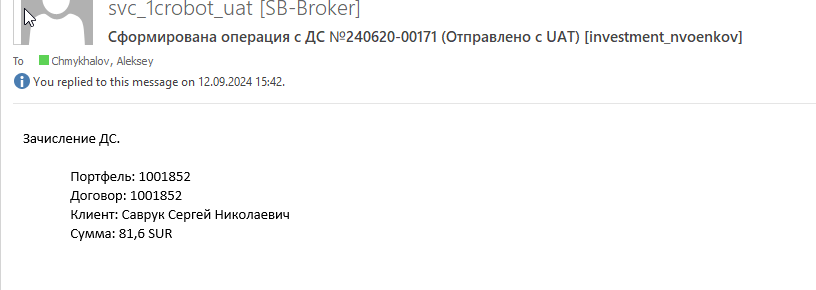 svc_1crobot_uat [SB-Broker]
Сформирована операция с ДС №240620-00171 (Отправлено с UAT) [investment_nvoenkov]
To Chmykhalov, Aleksey
You replied to this message on 12.09.2024 15:42.
Зачисление ДС.
Портфель: 1001852
Договор: 1001852
Клиент: Саврук Сергей Николаевич
Сумма: 81,6 SUR